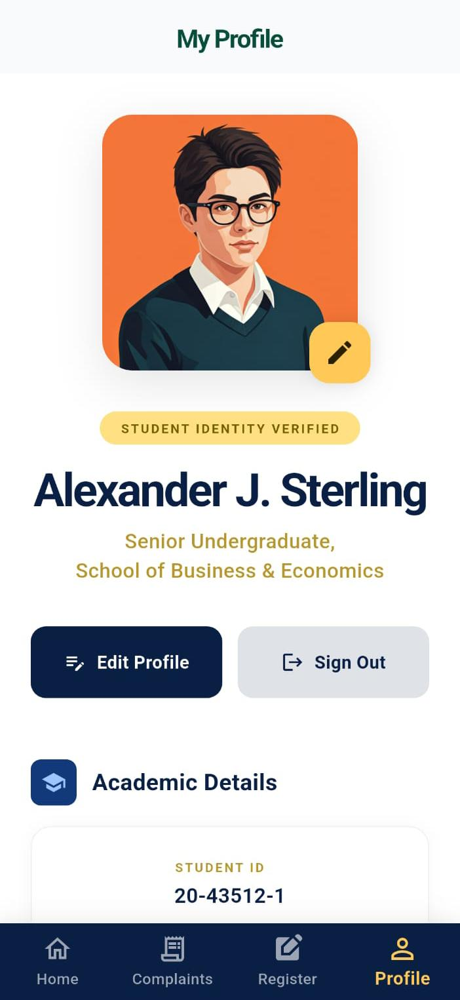 My Profile
STUDENT IDENTITY VERIFIED
Alexander J. Sterling
Senior Undergraduate,
School of Business & Economics
Edit Profile
Sign Out
Academic Details
STUDENT ID
20-43512-1
Home
Complaints
Register
Profile